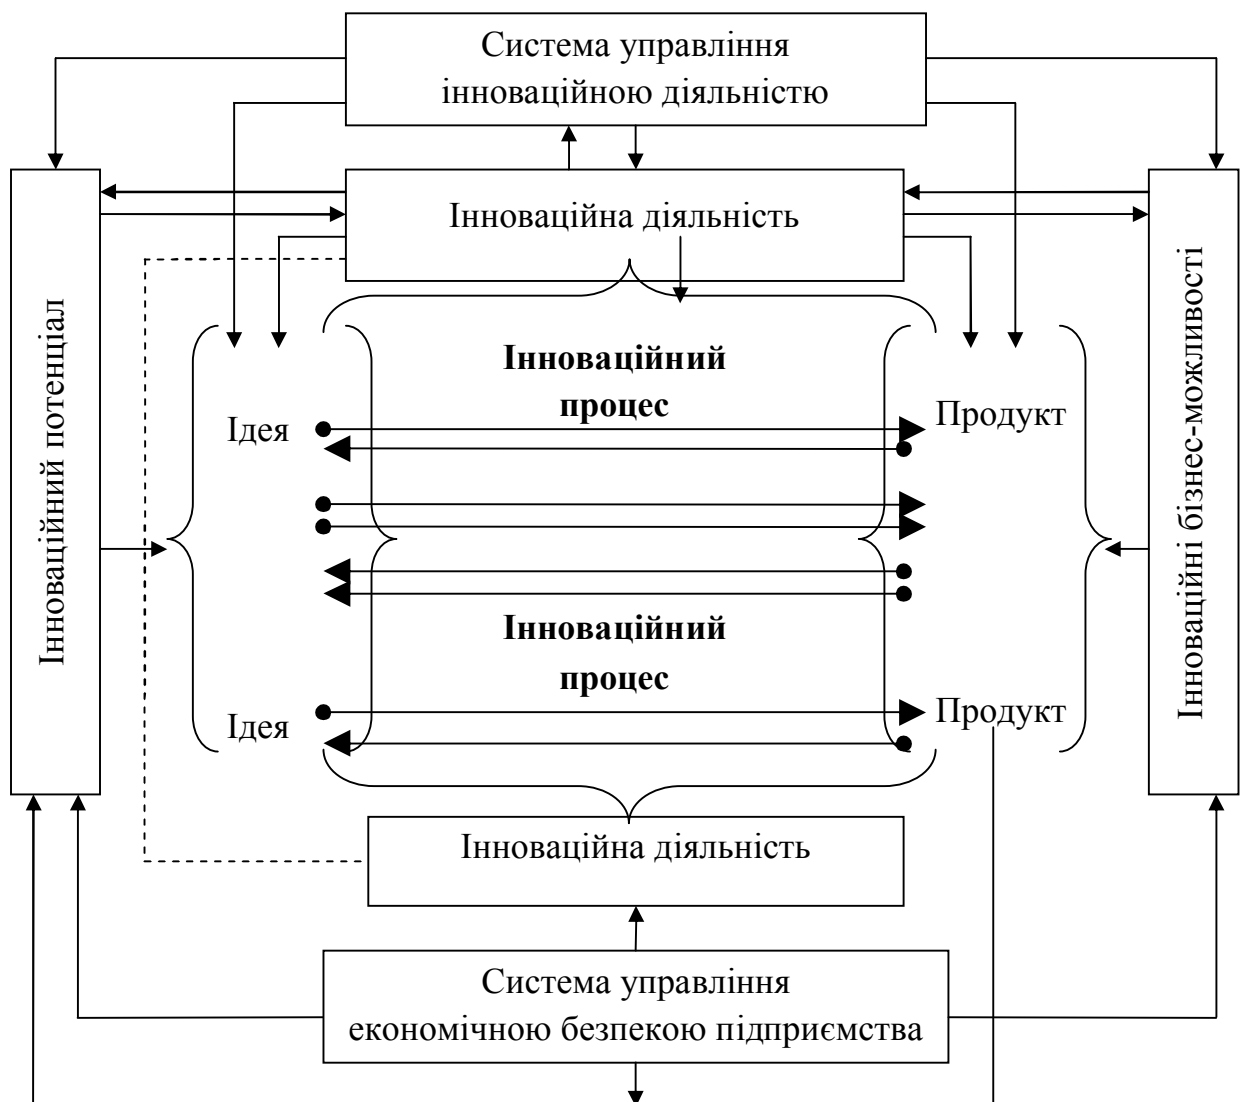 Система управління
інноваційною діяльністю
Інноваційна діяльність
Інноваційний потенціал
Інноваційний
процес
Ідея
Продукт
Інноваційні бізнес-можливості
Інноваційний
процес
Ідея
Продукт
Інноваційна діяльність
Система управління
економічною безпекою підприємства